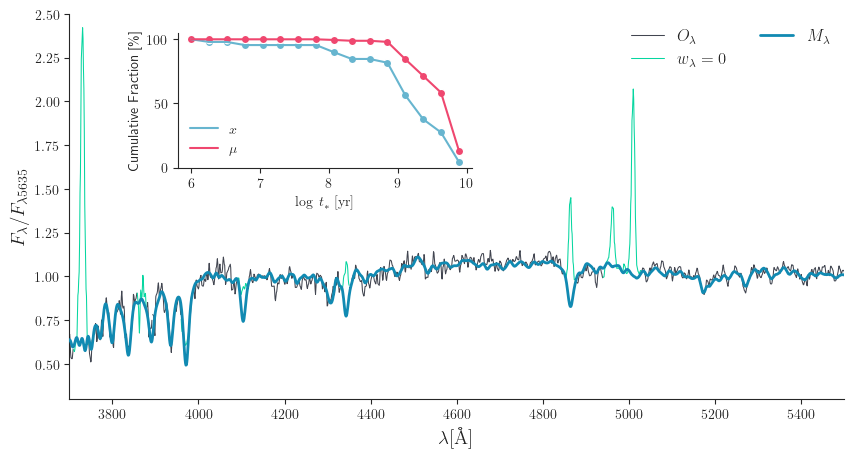 2.50
2.25
2.00
1.75
1.50
1.25
1.00
0.75
0.50
F_λ/F_λ5635
3800 4000 4200 4400 4600 4800 5000 5200 5400
λ[Å]
O_λ M_λ
w_λ = 0
100
50
0
Cumulative Fraction [%]
x
μ
6 7 8 9 10
log t_* [yr]